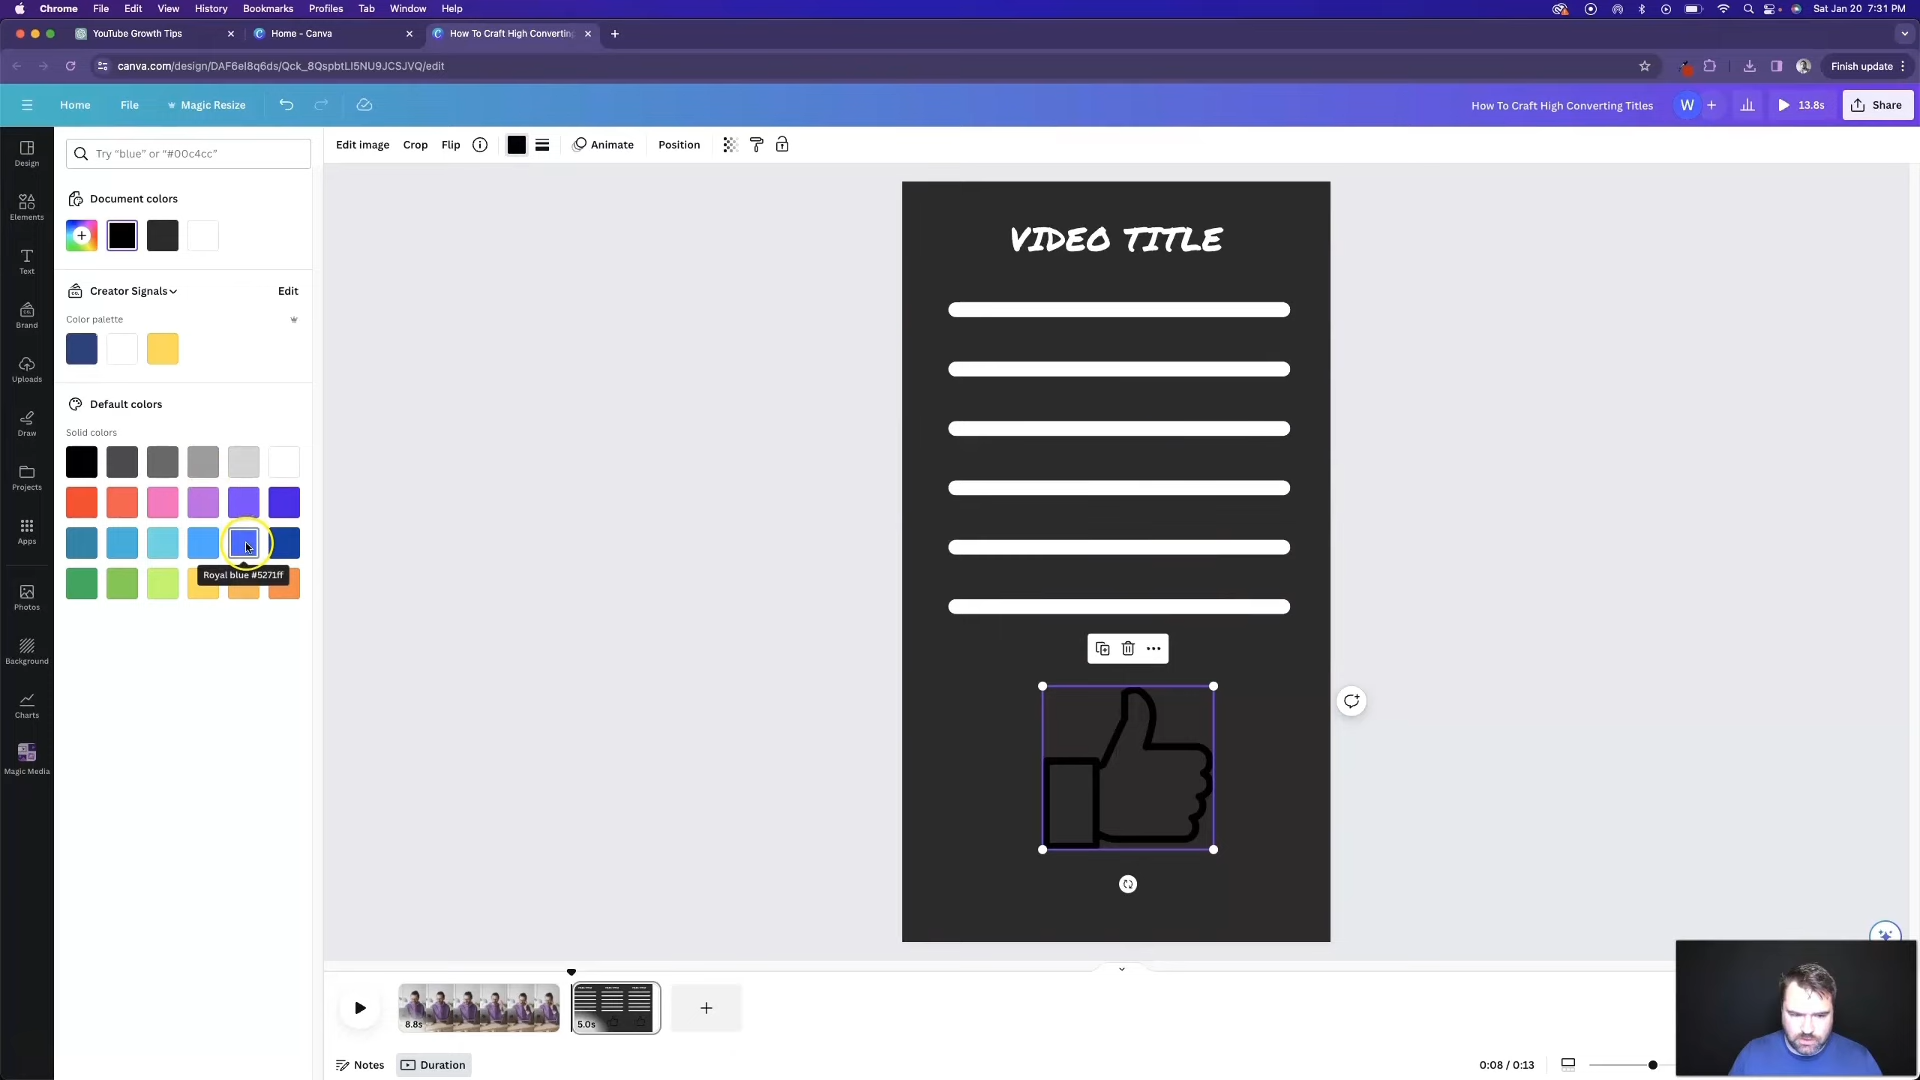 Chrome File Edit View History Bookmarks Profiles Tab Window Help Sat Jan 20 7:31 PM
YouTube Growth Tips Home - Canva How To Craft High Converting
canva.com/design/DAF6eI8q6ds/Qck_8QspbtLI5NU9JCSJVQ/edit Finish update
Home File Magic Resize How To Craft High Converting Titles W 13.8s Share
Edit image Crop Flip Animate Position
Design
Elements
Text
Brand
Uploads
Draw
Projects
Apps
Photos
Background
Charts
Magic Media
Try “blue” or “#00c4cc”
Document colors
Creator Signals Edit
Color palette
Default colors
Solid colors
Royal blue #5271ff
VIDEO TITLE
8.8s 5.0s
Notes Duration 0:08 / 0:13